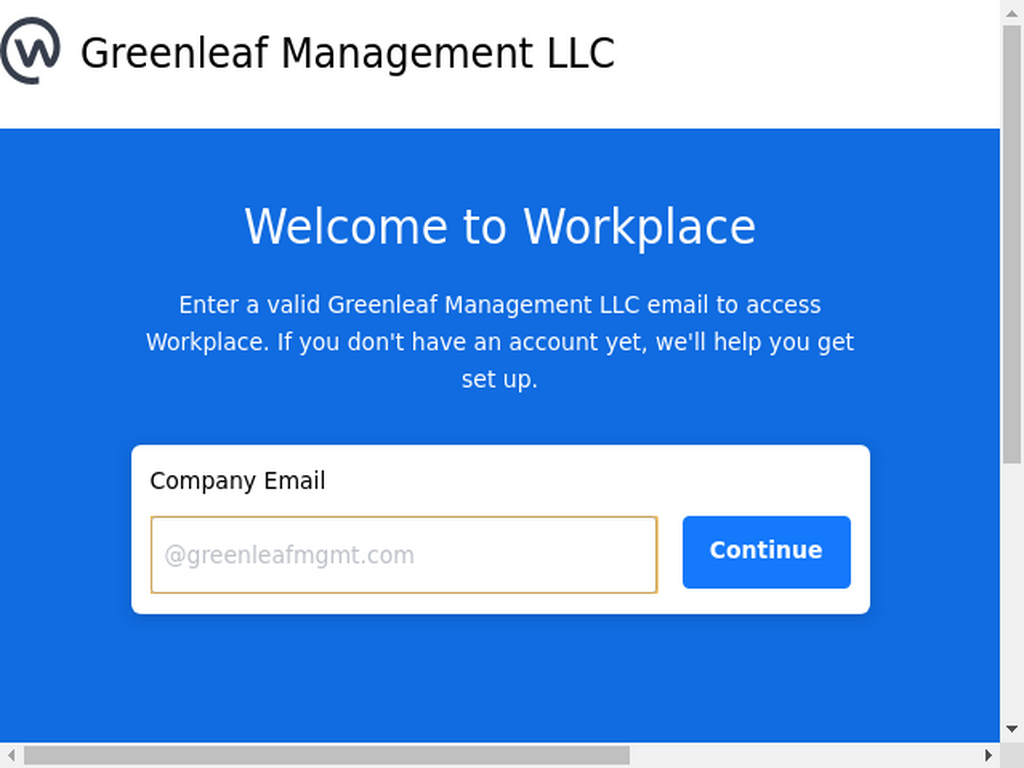 Greenleaf Management LLC
Welcome to Workplace
Enter a valid Greenleaf Management LLC email to access
Workplace. If you don't have an account yet, we'll help you get
set up.
Company Email
@greenleafmgmt.com
Continue